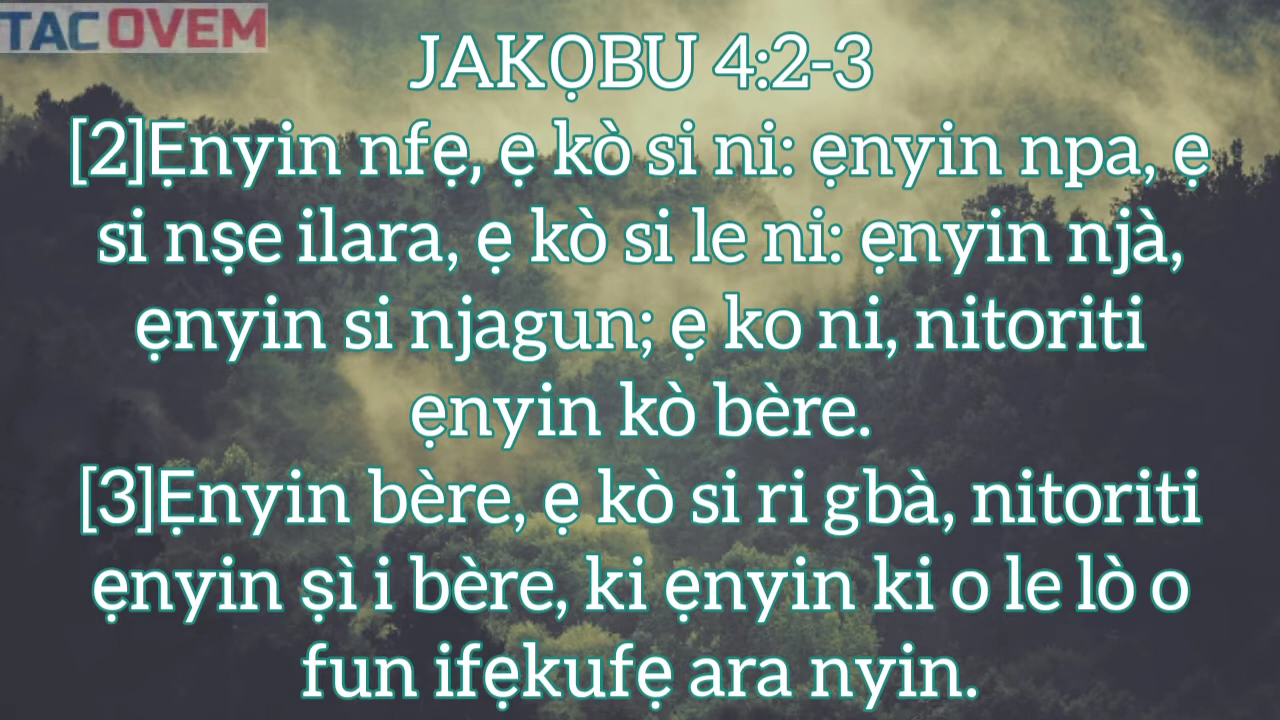 TAC OVEM
JAKỌBU 4:2-3
[2]Ẹnyin nfẹ, ẹ kò si ni: ẹnyin npa, ẹ
si nṣe ilara, ẹ kò si le ni: ẹnyin njà,
ẹnyin si njagun; ẹ ko ni, nitoriti
ẹnyin kò bère.
[3]Ẹnyin bère, ẹ kò si ri gbà, nitoriti
ẹnyin ṣì i bère, ki ẹnyin ki o le lò o
fun ifẹkufẹ ara nyin.